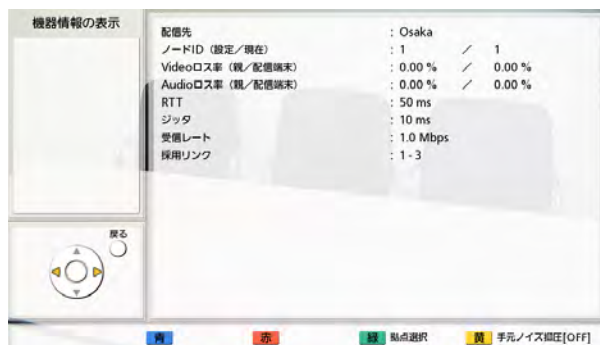 機器情報の表示
配信先 : Osaka
ノードID（設定／現在） : 1 ／ 1
Videoロス率（親／配信端末） : 0.00 % ／ 0.00 %
Audioロス率（親／配信端末） : 0.00 % ／ 0.00 %
RTT : 50 ms
ジッタ : 10 ms
受信レート : 1.0 Mbps
採用リンク : 1 - 3
戻る
青 赤 緑 拠点選択 黄 手元ノイズ抑圧[OFF]